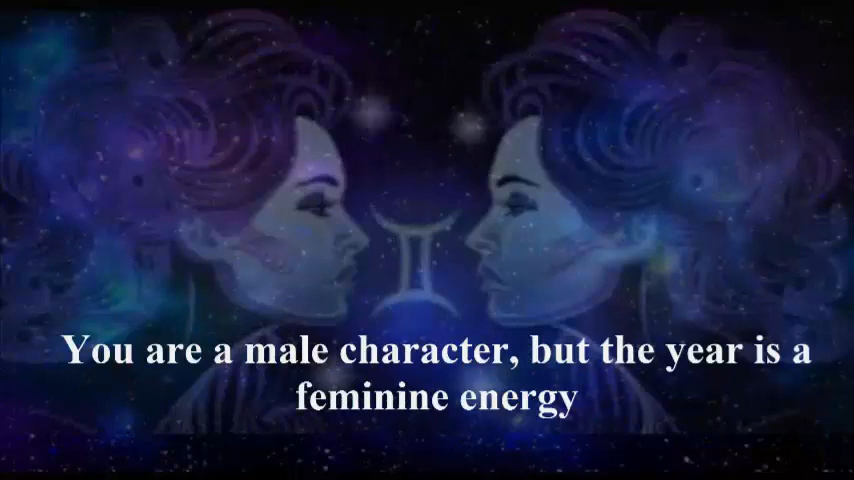 You are a male character, but the year is a
feminine energy